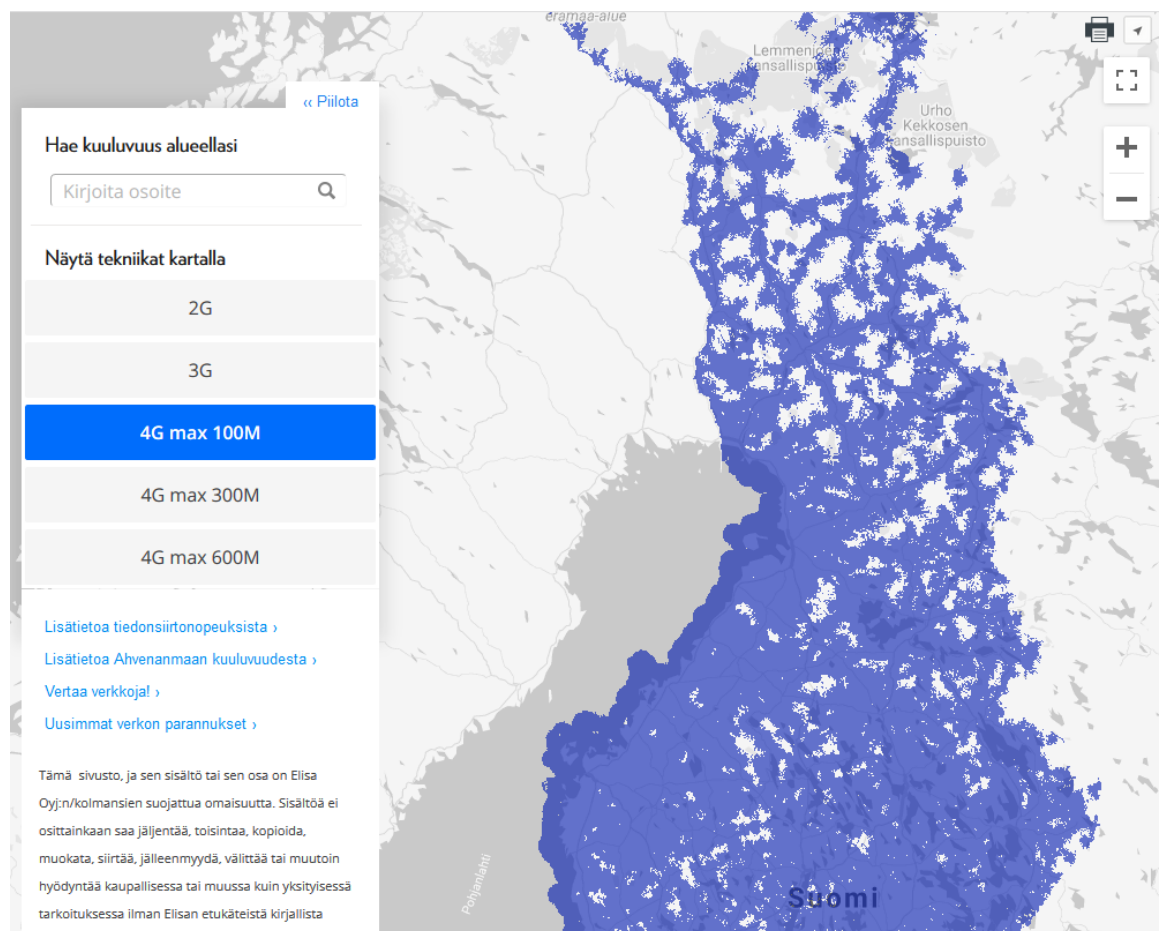 erämaa-alue
Lemmenjoen
kansallispuisto
Urho
Kekkosen
kansallispuisto
‹‹ Piilota
Hae kuuluvuus alueellasi
Kirjoita osoite
Näytä tekniikat kartalla
2G
3G
4G max 100M
4G max 300M
4G max 600M
Lisätietoa tiedonsiirtonopeuksista ›
Lisätietoa Ahvenanmaan kuuluvuudesta ›
Vertaa verkkoja! ›
Uusimmat verkon parannukset ›
Tämä sivusto, ja sen sisältö tai sen osa on Elisa
Oyj:n/kolmansien suojattua omaisuutta. Sisältöä ei
osittainkaan saa jäljentää, toisintaa, kopioida,
muokata, siirtää, jälleenmyydä, välittää tai muutoin
hyödyntää kaupallisessa tai muussa kuin yksityisessä
tarkoituksessa ilman Elisan etukäteistä kirjallista
Pohjanlahti
Suomi